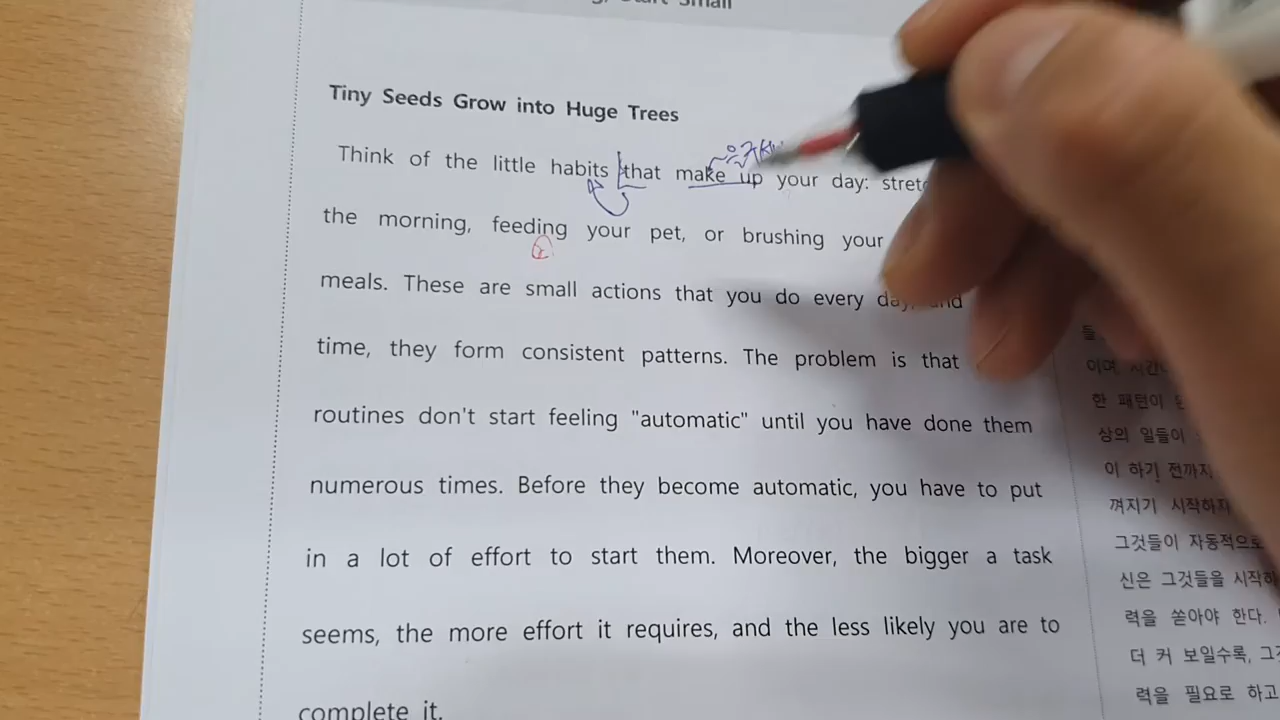 Start Small
Tiny Seeds Grow into Huge Trees
Think of the little habits that make up your day:
the morning, feeding your pet, or brushing your
meals. These are small actions that you do every day, and
time, they form consistent patterns. The problem is that
routines don't start feeling "automatic" until you have done them
numerous times. Before they become automatic, you have to put
in a lot of effort to start them. Moreover, the bigger a task
seems, the more effort it requires, and the less likely you are to
complete it.
들
이며,
한 패턴이
상의 일들이
이 하기 전까지
껴지기 시작하지
그것들이 자동적으로
신은 그것들을 시작하
력을 쏟아야 한다.
더 커 보일수록, 그
력을 필요로 하고